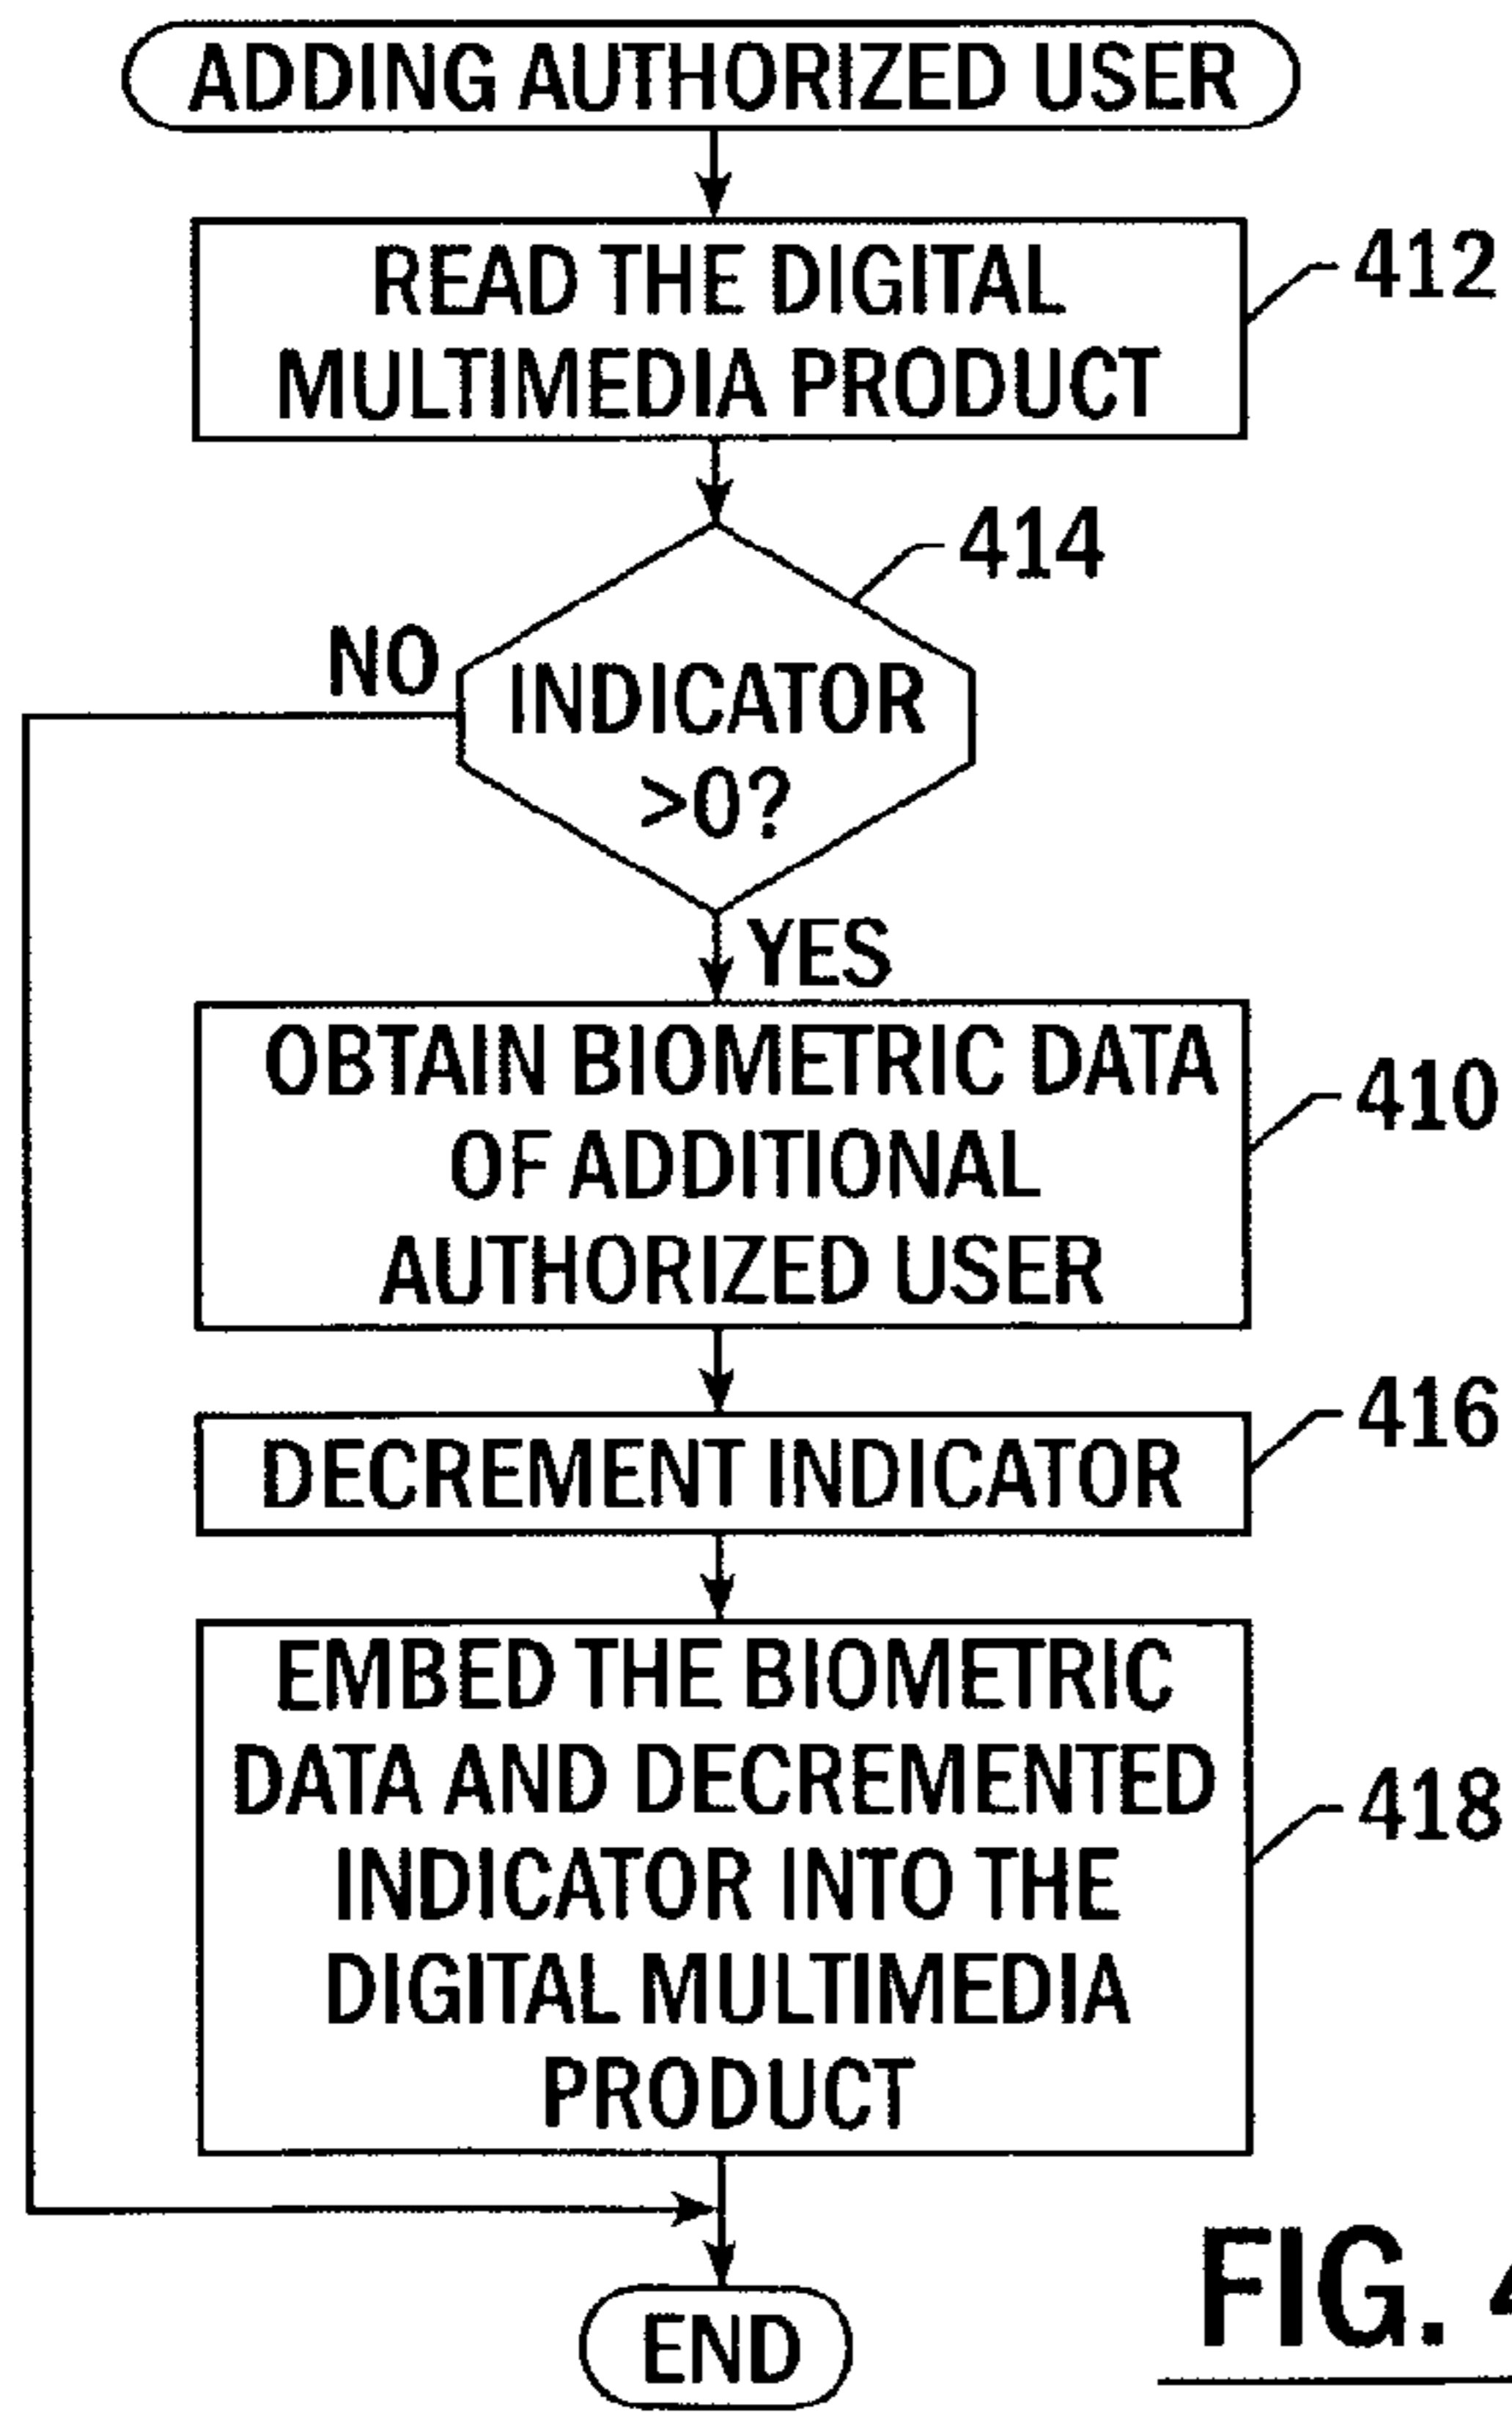 ADDING AUTHORIZED USER
READ THE DIGITAL
MULTIMEDIA PRODUCT
412
414
NO
INDICATOR
>0?
YES
OBTAIN BIOMETRIC DATA
OF ADDITIONAL
AUTHORIZED USER
410
DECREMENT INDICATOR
416
EMBED THE BIOMETRIC
DATA AND DECREMENTED
INDICATOR INTO THE
DIGITAL MULTIMEDIA
PRODUCT
418
END
FIG.